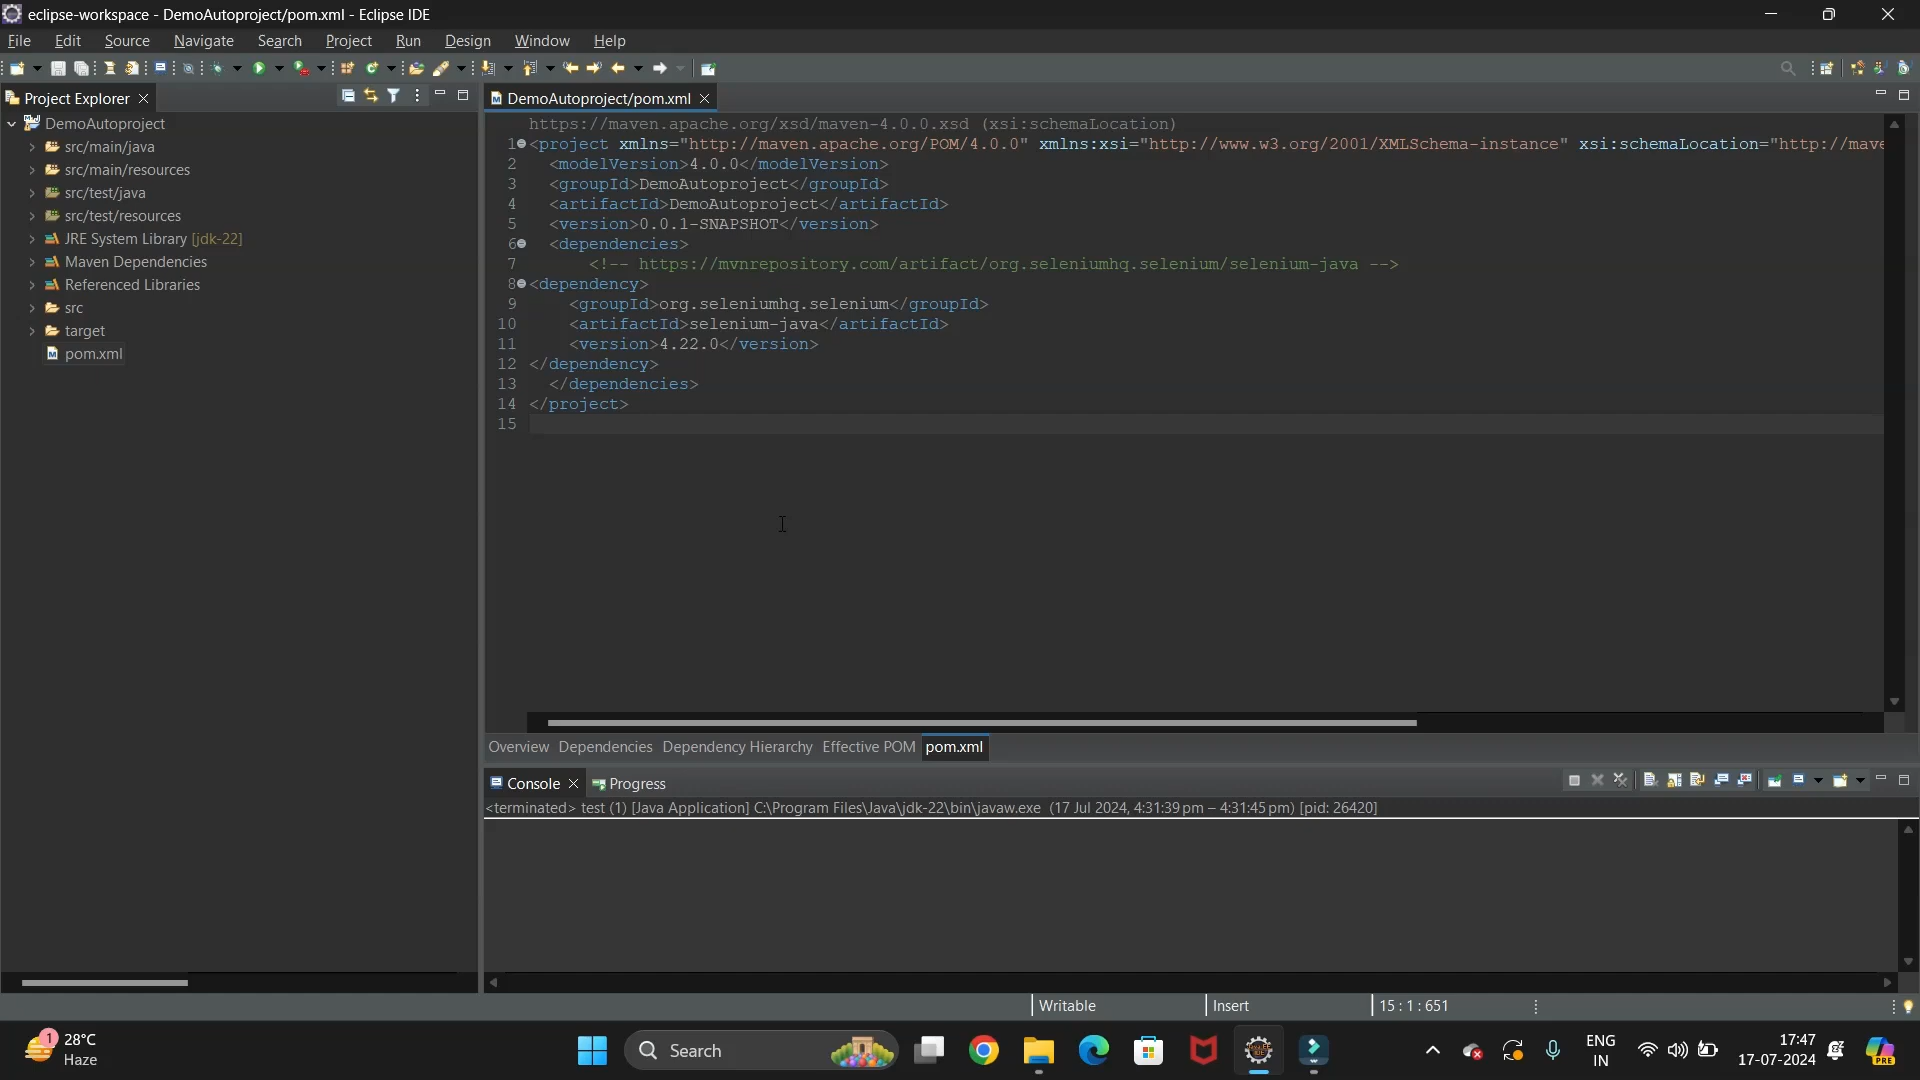 eclipse-workspace - DemoAutoproject/pom.xml - Eclipse IDE
File Edit Source Navigate Search Project Run Design Window Help
Project Explorer
DemoAutoproject
src/main/java
src/main/resources
src/test/java
src/test/resources
JRE System Library [jdk-22]
Maven Dependencies
Referenced Libraries
src
target
pom.xml
DemoAutoproject/pom.xml
https://maven.apache.org/xsd/maven-4.0.0.xsd (xsi:schemaLocation)
1 <project xmlns="http://maven.apache.org/POM/4.0.0" xmlns:xsi="http://www.w3.org/2001/XMLSchema-instance" xsi:schemaLocation="http://mave
2 <modelVersion>4.0.0</modelVersion>
3 <groupId>DemoAutoproject</groupId>
4 <artifactId>DemoAutoproject</artifactId>
5 <version>0.0.1-SNAPSHOT</version>
6 <dependencies>
7 <!-- https://mvnrepository.com/artifact/org.seleniumhq.selenium/selenium-java -->
8 <dependency>
9 <groupId>org.seleniumhq.selenium</groupId>
10 <artifactId>selenium-java</artifactId>
11 <version>4.22.0</version>
12 </dependency>
13 </dependencies>
14 </project>
15
Overview Dependencies Dependency Hierarchy Effective POM pom.xml
Console Progress
<terminated> test (1) [Java Application] C:\Program Files\Java\jdk-22\bin\javaw.exe (17 Jul 2024, 4:31:39 pm – 4:31:45 pm) [pid: 26420]
Writable Insert 15 : 1 : 651
1
28°C
Haze
Search
ENG
IN
17:47
17-07-2024
PRE